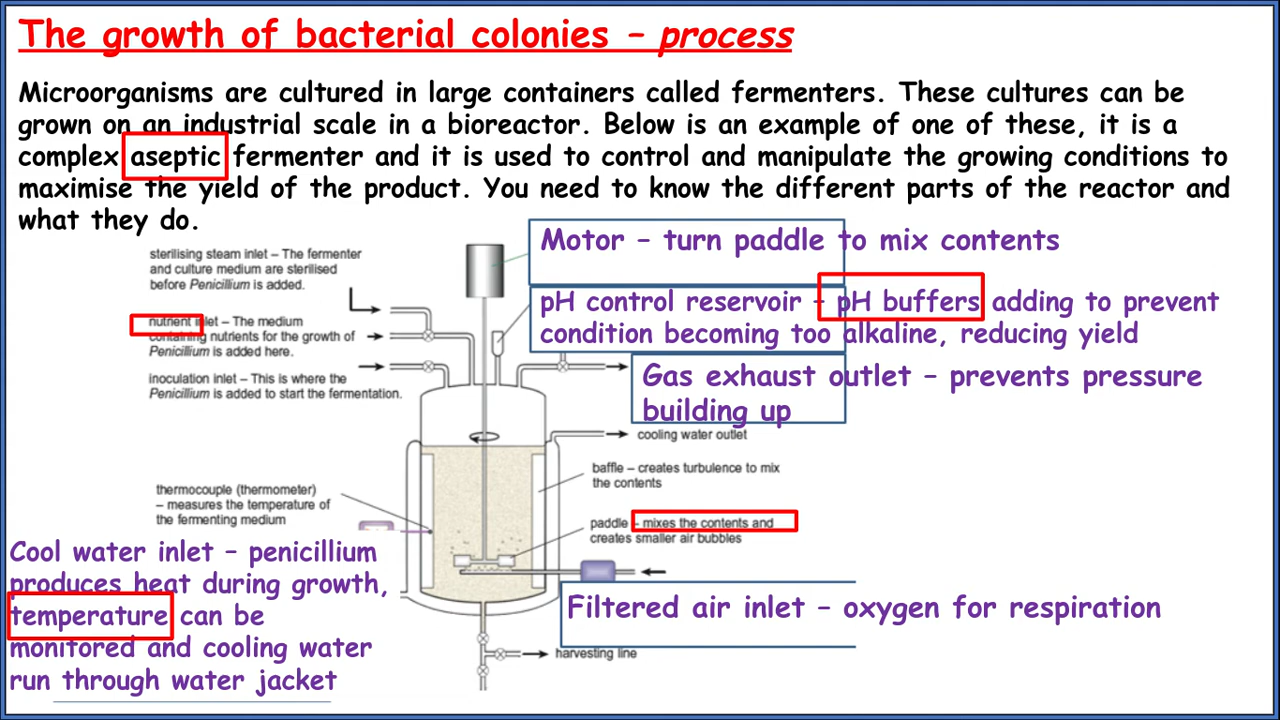 The growth of bacterial colonies – process
Microorganisms are cultured in large containers called fermenters. These cultures can be
grown on an industrial scale in a bioreactor. Below is an example of one of these, it is a
complex aseptic fermenter and it is used to control and manipulate the growing conditions to
maximise the yield of the product. You need to know the different parts of the reactor and
what they do.
sterilising steam inlet – The fermenter
and culture medium are sterilised
before Penicillium is added.
nutrient inlet – The medium
containing nutrients for the growth of
Penicillium is added here.
inoculation inlet – This is where the
Penicillium is added to start the fermentation.
Motor – turn paddle to mix contents
pH control reservoir – pH buffers adding to prevent
condition becoming too alkaline, reducing yield
Gas exhaust outlet – prevents pressure
building up
cooling water outlet
baffle – creates turbulence to mix
the contents
thermocouple (thermometer)
– measures the temperature of
the fermenting medium
paddle – mixes the contents and
creates smaller air bubbles
Cool water inlet – penicillium
produces heat during growth,
temperature can be
monitored and cooling water
run through water jacket
Filtered air inlet – oxygen for respiration
harvesting line